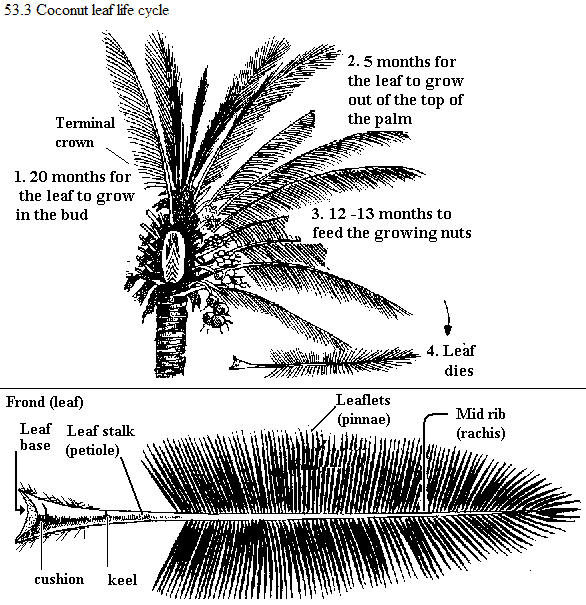 53.3 Coconut leaf life cycle
2. 5 months for
the leaf to grow
out of the top of
the palm
Terminal
crown
1. 20 months for
the leaf to grow
in the bud
3. 12 -13 months to
feed the growing nuts
4. Leaf
dies
Frond (leaf)
Leaf
base
Leaf stalk
(petiole)
Leaflets
(pinnae)
Mid rib
(rachis)
cushion
keel